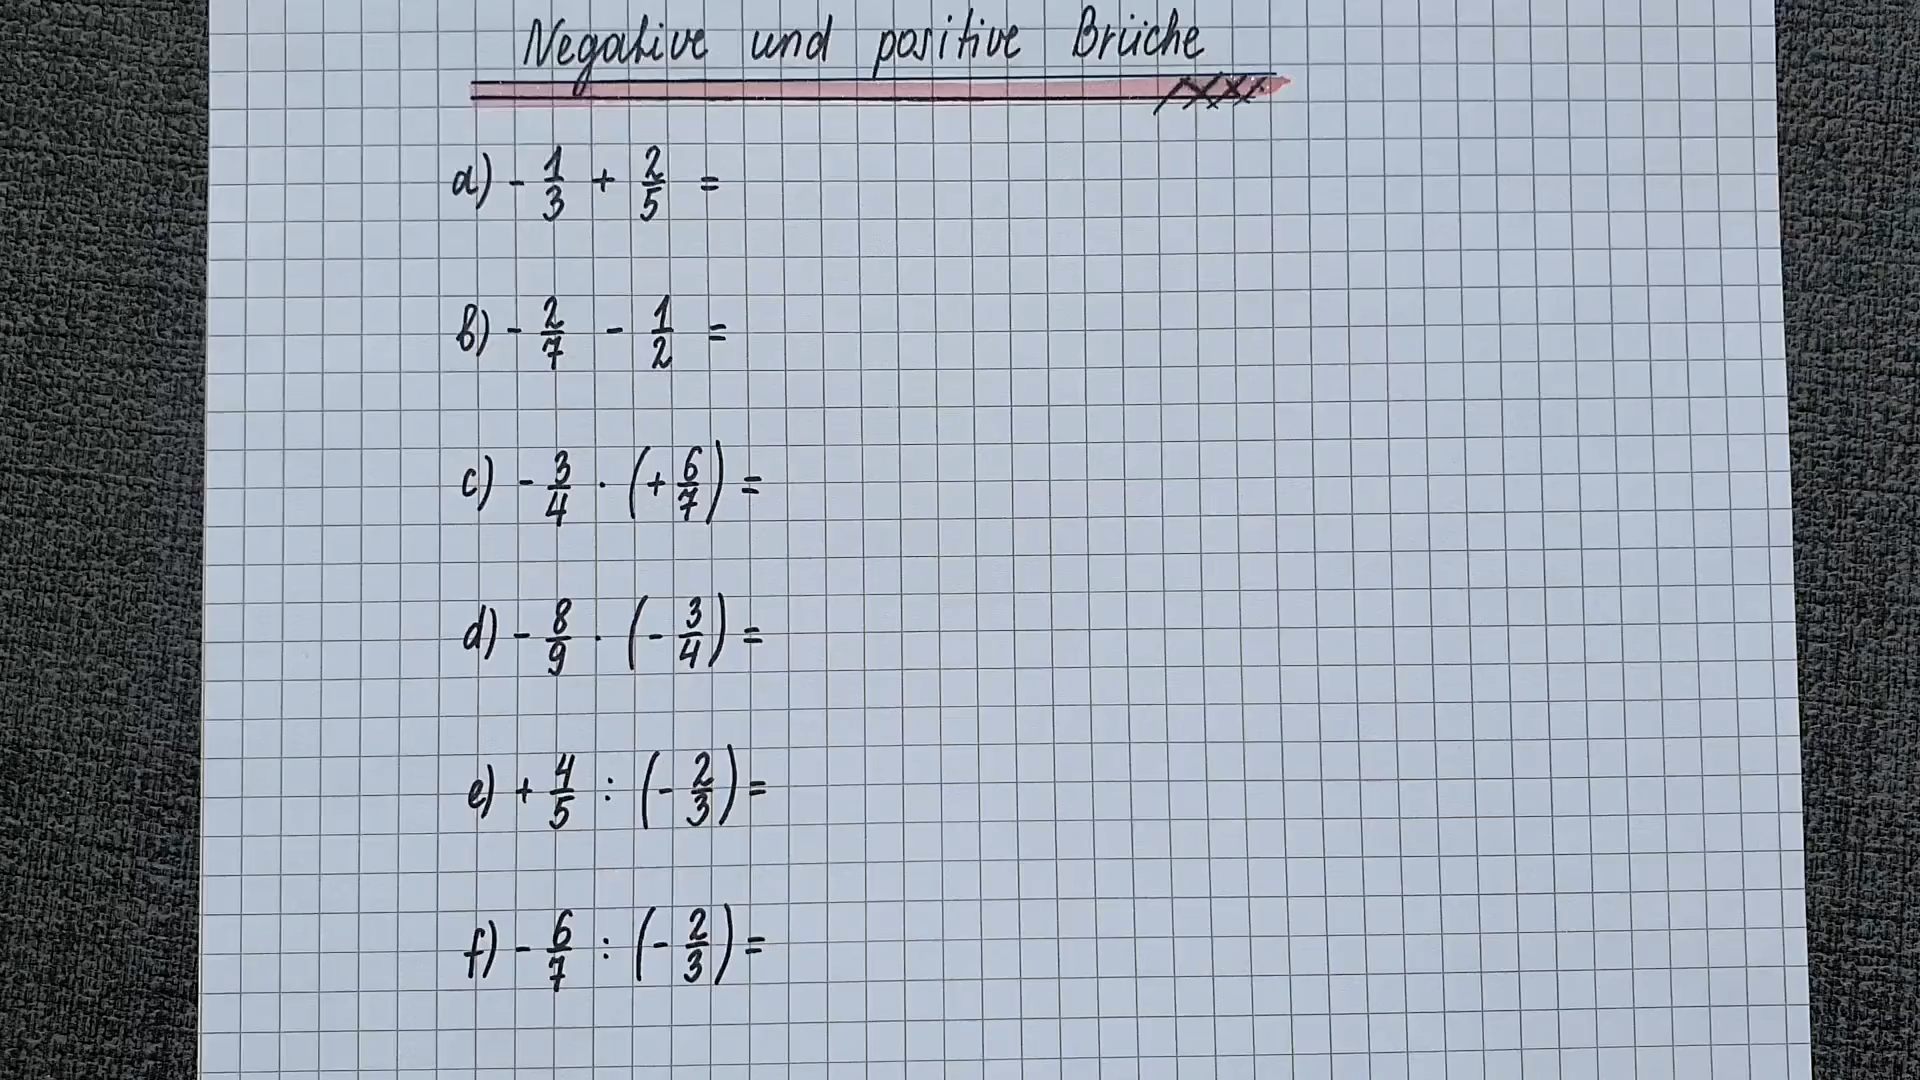 Negative und positive Brüche
a) - 1/3 + 2/5 =
b) - 2/7 - 1/2 =
c) - 3/4 · (+ 6/7) =
d) - 8/9 · (- 3/4) =
e) + 4/5 : (- 2/3) =
f) - 6/7 : (- 2/3) =